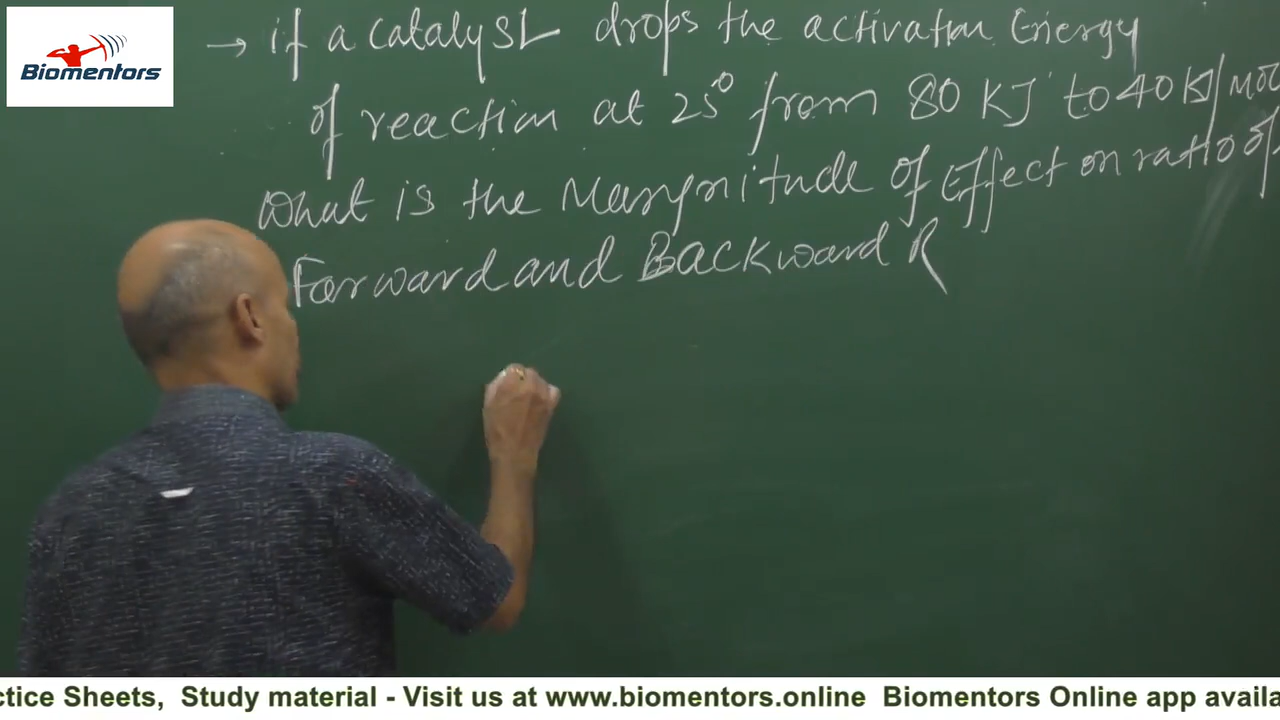 Biomentors
→ if a catalyst drops the activation Energy
of reaction at 25° from 80 KJ to 40 KJ/mol
What is the Mangnitude of Effect on ratio of
Forward and Backward R
ctice Sheets, Study material - Visit us at www.biomentors.online Biomentors Online app availa